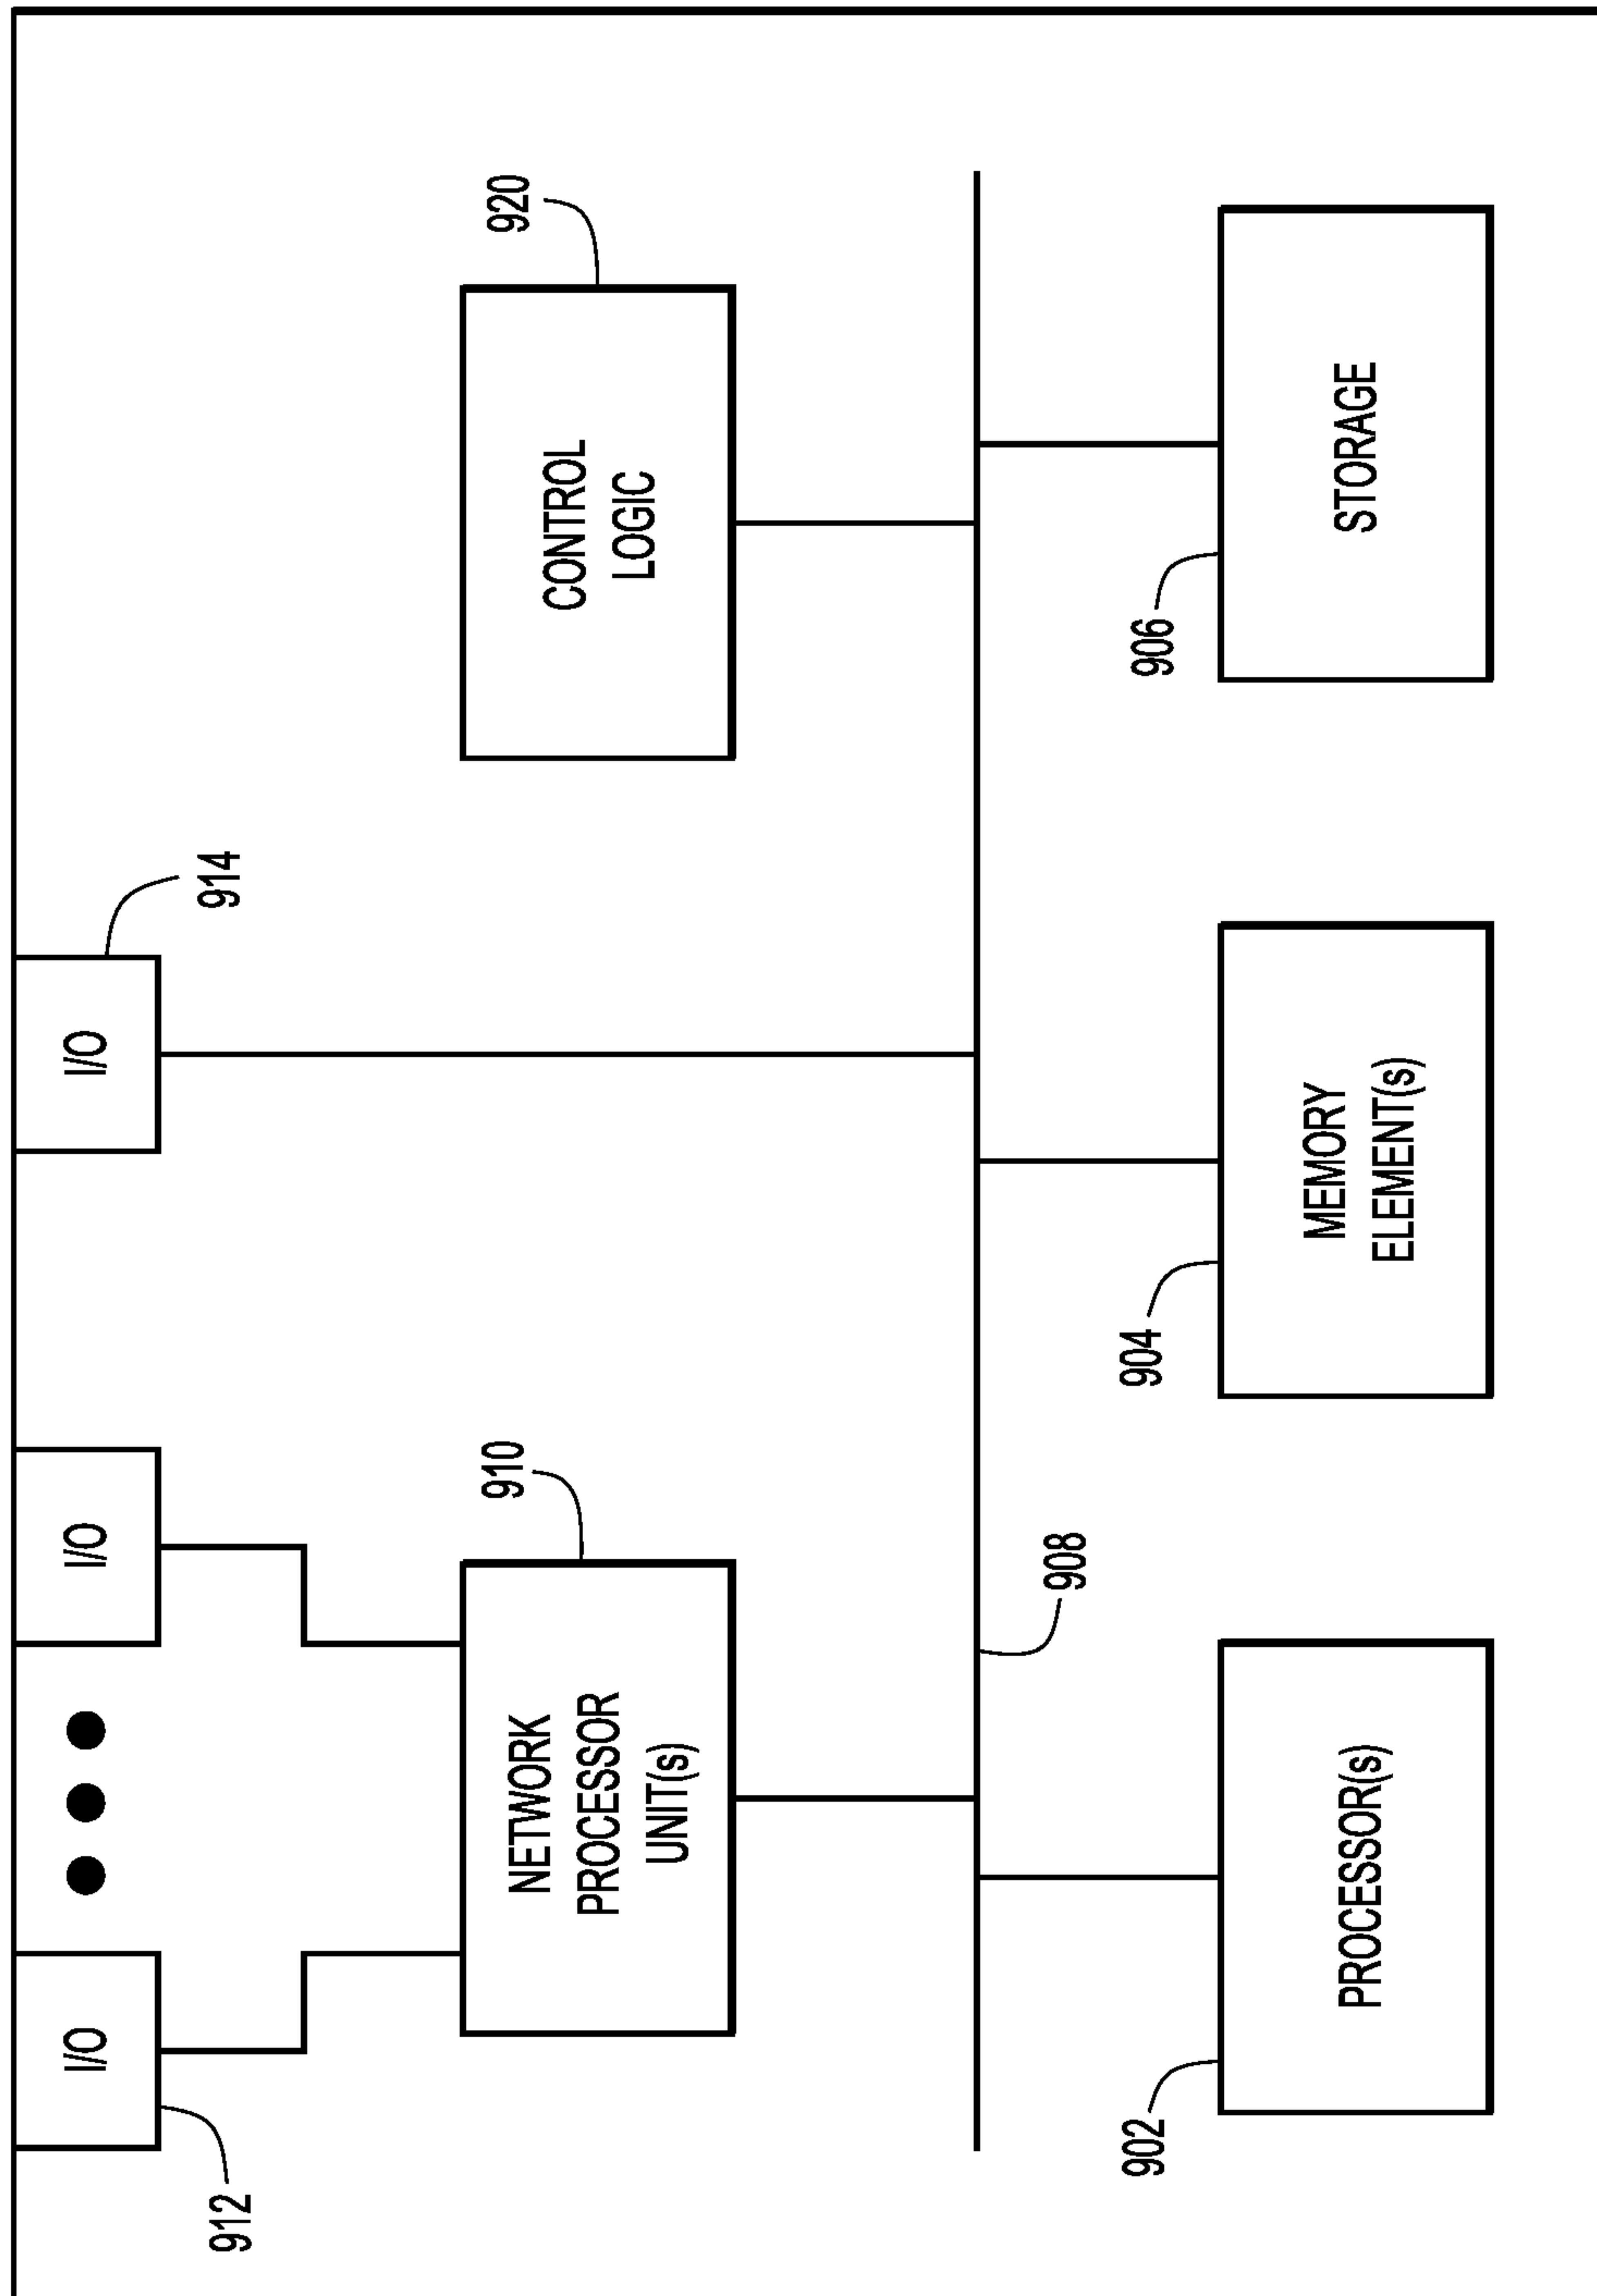 912
I/O
I/O
I/O
914
NETWORK
PROCESSOR
UNIT(s)
910
CONTROL
LOGIC
920
908
902
PROCESSOR(s)
904
MEMORY
ELEMENT(s)
906
STORAGE